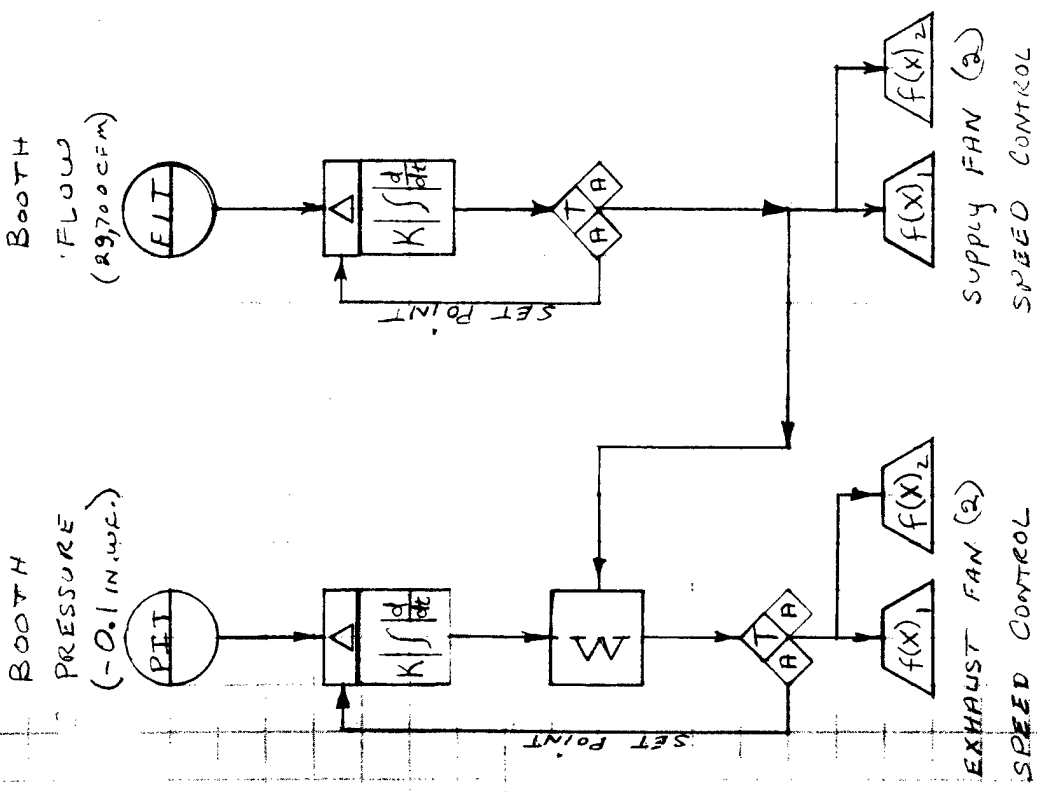 BOOTH
PRESSURE
(-0.1 IN.WC.)
PIT
Δ
K ∫ d/dt
SET POINT
Σ
T
A A
f(x)1 f(x)2
EXHAUST FAN (2)
SPEED CONTROL
BOOTH
FLOW
(29,700 CFM)
FIT
Δ
K ∫ d/dt
SET POINT
T
A A
f(x)1 f(x)2
SUPPLY FAN (2)
SPEED CONTROL